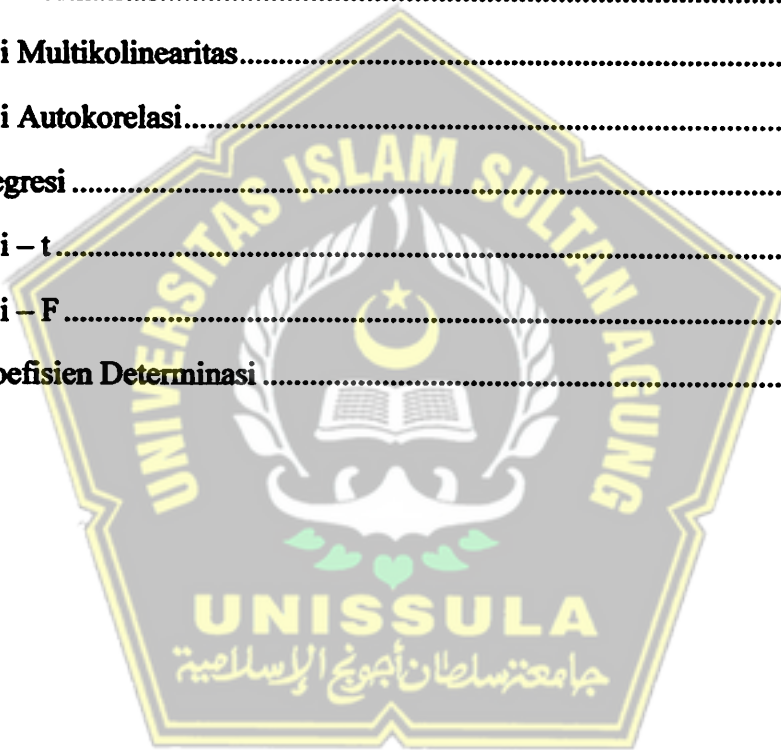 i Multikolinearitas
i Autokorelasi
egresi
i – t
i – F
oefisien Determinasi
UNIVERSITAS ISLAM SULTAN AGUNG
UNISSULA
جامعة سلطان أجونج الإسلامية